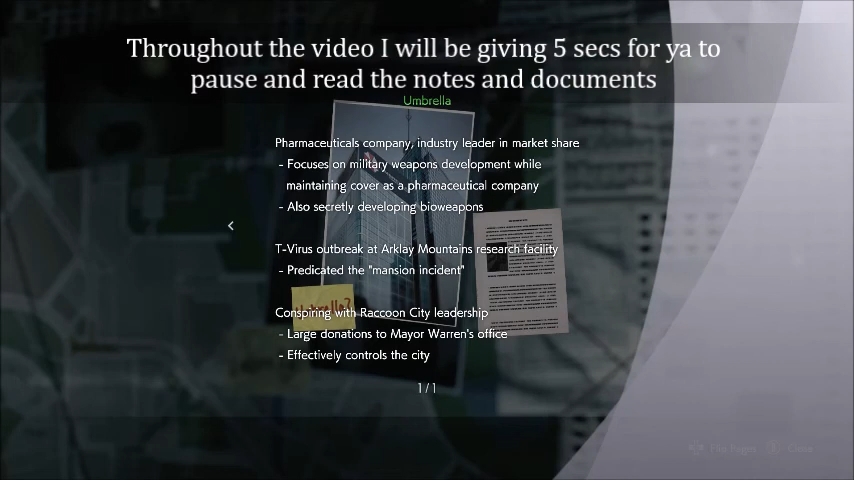 Throughout the video I will be giving 5 secs for ya to
pause and read the notes and documents
Umbrella
Pharmaceuticals company, industry leader in market share
- Focuses on military weapons development while
maintaining cover as a pharmaceutical company
- Also secretly developing bioweapons
<
T-Virus outbreak at Arklay Mountains research facility
- Predicated the "mansion incident"
Conspiring with Raccoon City leadership
- Large donations to Mayor Warren's office
- Effectively controls the city
1/1